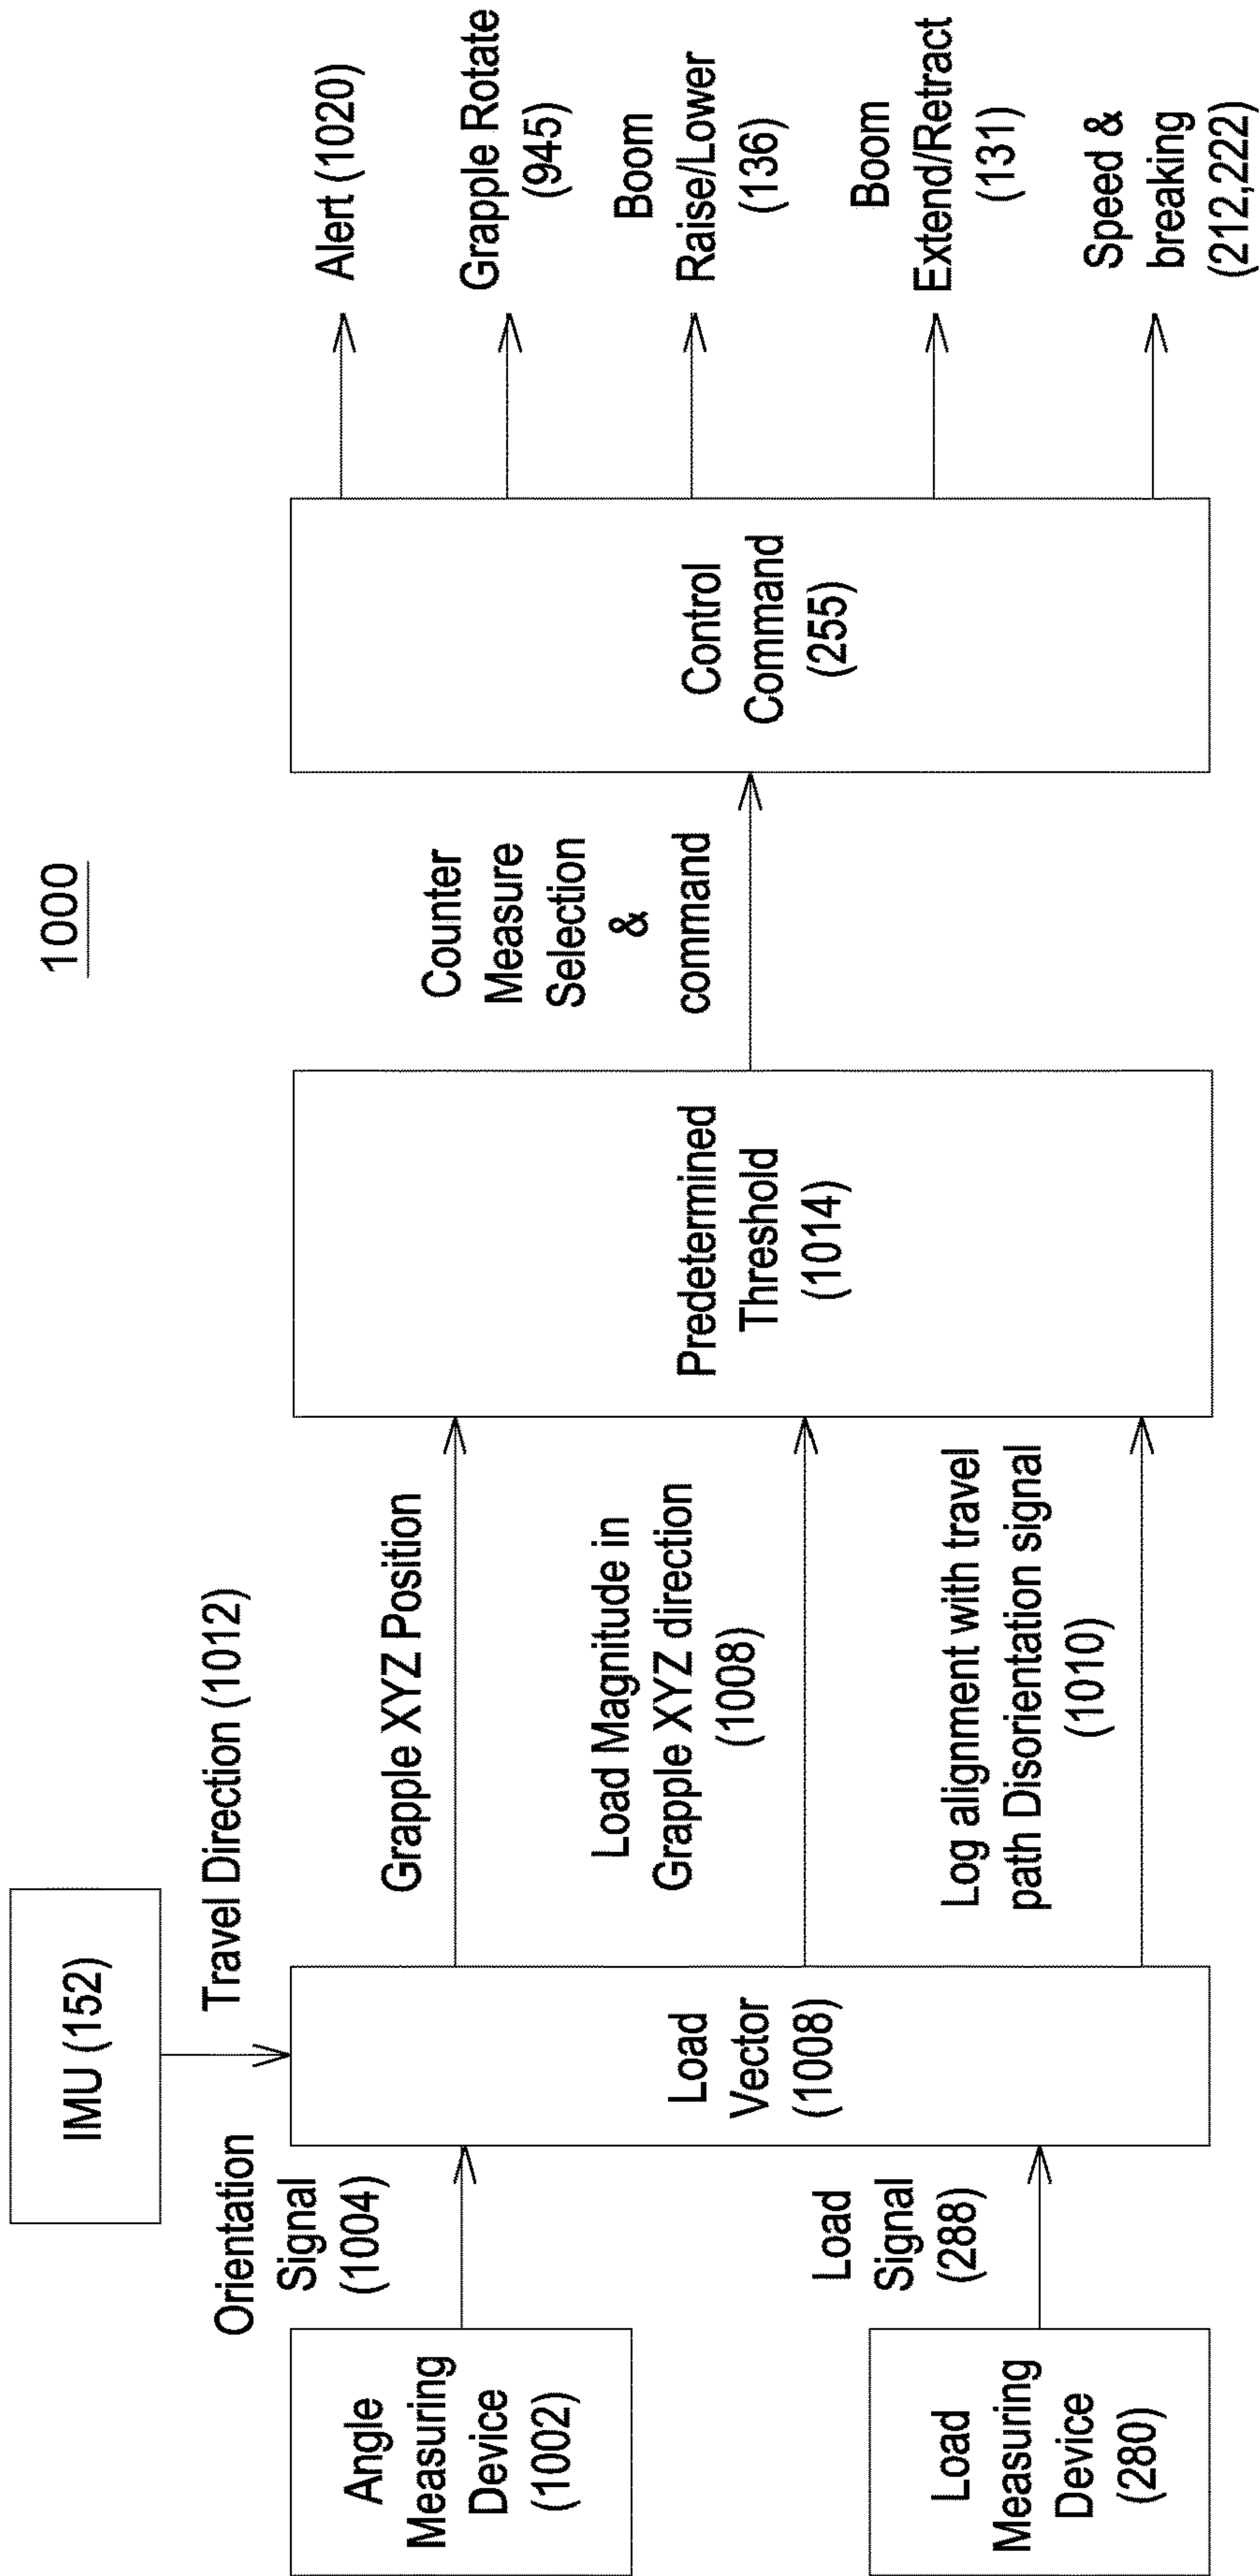 1000
IMU (152)
Travel Direction (1012)
Angle
Measuring
Device
(1002)
Orientation
Signal
(1004)
Load
Measuring
Device
(280)
Load
Signal
(288)
Load
Vector
(1008)
Grapple XYZ Position
Load Magnitude in
Grapple XYZ direction
(1008)
Log alignment with travel
path Disorientation signal
(1010)
Predetermined
Threshold
(1014)
Counter
Measure
Selection
&
command
Control
Command
(255)
Alert (1020)
Grapple Rotate
(945)
Boom
Raise/Lower
(136)
Boom
Extend/Retract
(131)
Speed &
breaking
(212,222)